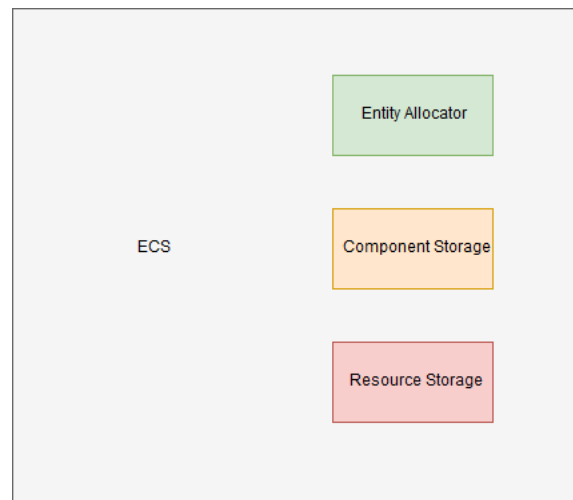 Entity Allocator
ECS
Component Storage
Resource Storage